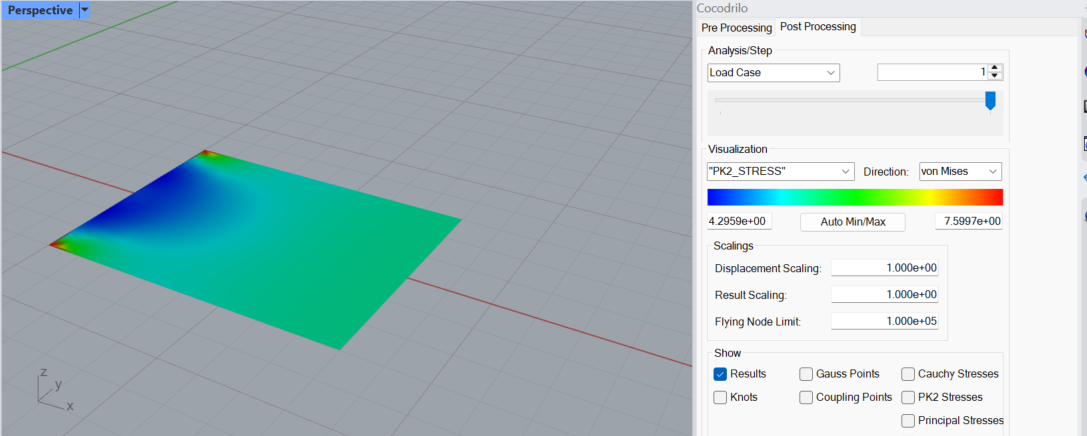 Perspective
Cocodrilo
Pre Processing Post Processing
Analysis/Step
Load Case 1
Visualization
"PK2_STRESS" Direction: von Mises
4.2959e+00 Auto Min/Max 7.5997e+00
Scalings
Displacement Scaling: 1.000e+00
Result Scaling: 1.000e+00
Flying Node Limit: 1.000e+05
Show
Results Gauss Points Cauchy Stresses
Knots Coupling Points PK2 Stresses
Principal Stresses
z
y
x